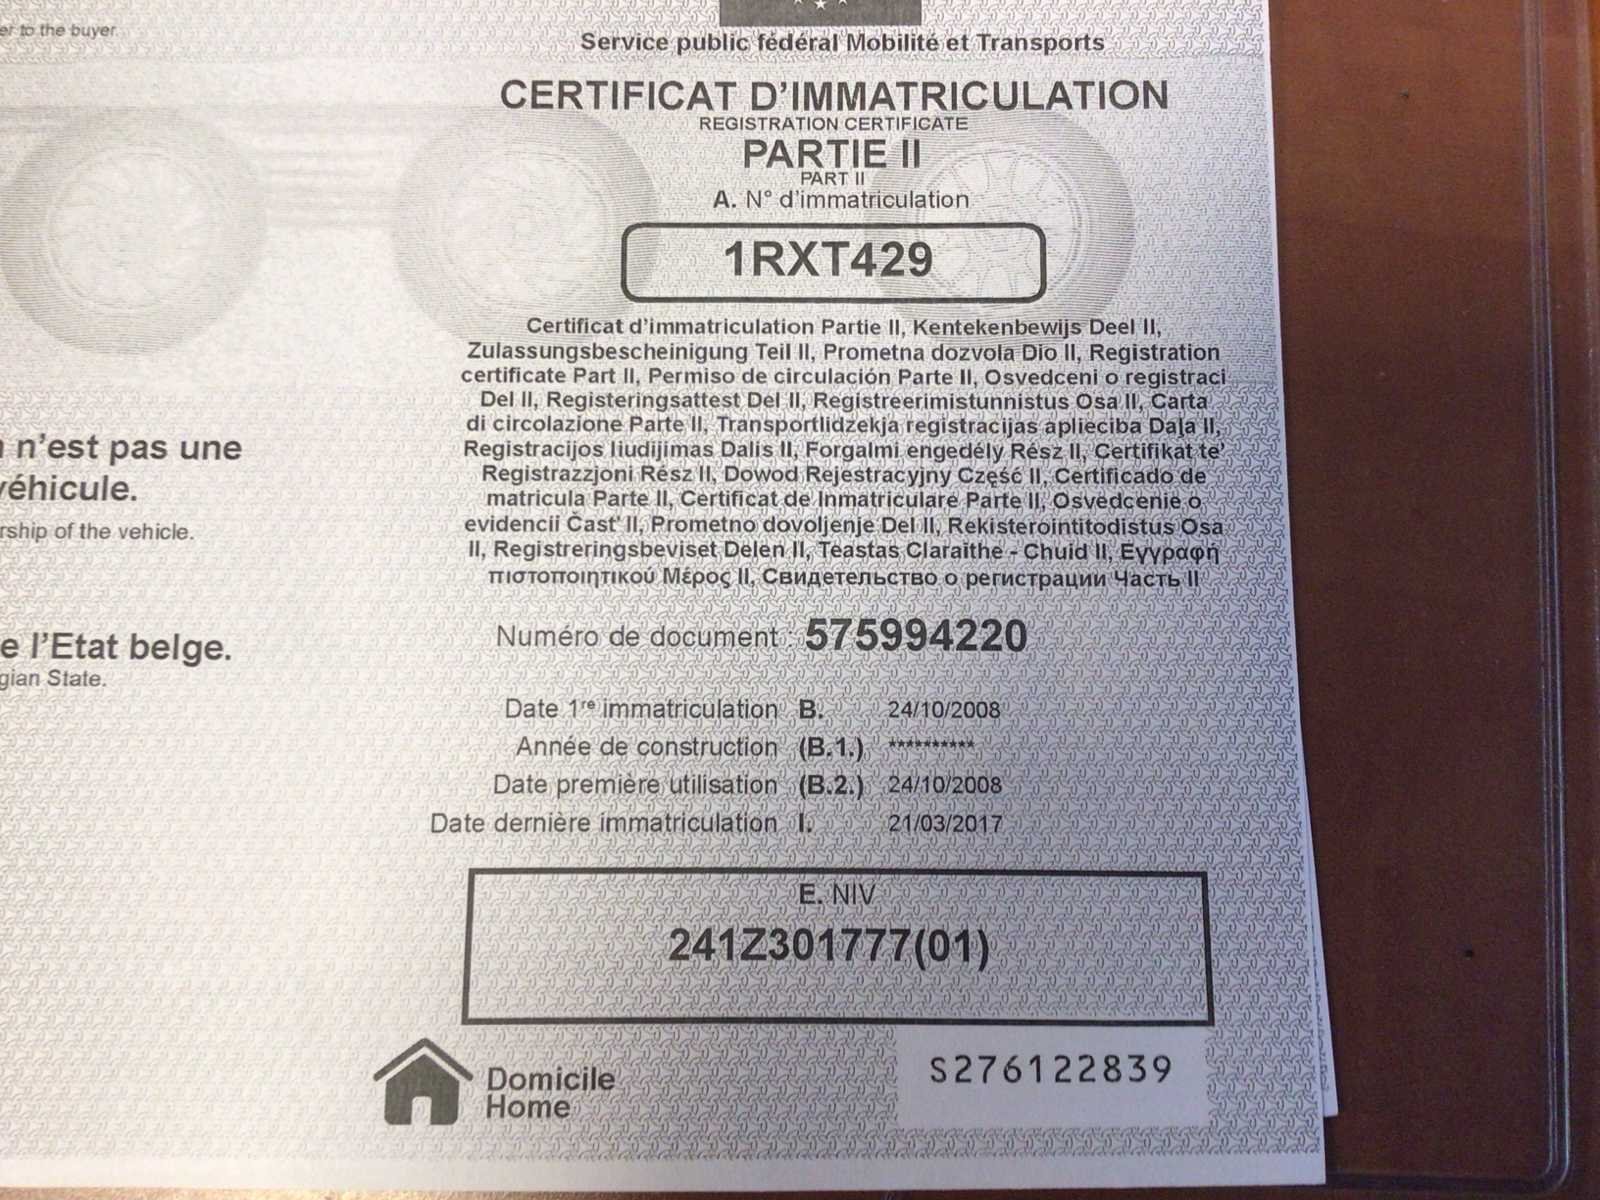 er to the buyer.
Service public fédéral Mobilité et Transports
CERTIFICAT D'IMMATRICULATION
REGISTRATION CERTIFICATE
PARTIE II
PART II
A. N° d'immatriculation
1RXT429
Certificat d'immatriculation Partie II, Kentekenbewijs Deel II,
Zulassungsbescheinigung Teil II, Prometna dozvola Dio II, Registration
certificate Part II, Permiso de circulación Parte II, Osvedceni o registraci
Del II, Registeringsattest Del II, Registreerimistunnistus Osa II, Carta
di circolazione Parte II, Transportlidzekja registracijas aplieciba Daļa II,
Registracijos liudijimas Dalis II, Forgalmi engedély Rész II, Certifikat te'
Registrazzjoni Rész II, Dowod Rejestracyjny Część II, Certificado de
matricula Parte II, Certificat de Inmatriculare Parte II, Osvedcenie o
evidencii Čast' II, Prometno dovoljenje Del II, Rekisterointitodistus Osa
II, Registreringsbeviset Delen II, Teastas Claraithe - Chuid II, Εγγραφή
πιστοποιητικού Μέρος II, Свидетельство о регистрации Часть II
n'est pas une
véhicule.
rship of the vehicle.
e l'Etat belge.
gian State.
Numéro de document : 575994220
Date 1re immatriculation B. 24/10/2008
Année de construction (B.1.) **********
Date première utilisation (B.2.) 24/10/2008
Date dernière immatriculation I. 21/03/2017
E. NIV
241Z301777(01)
Domicile
Home
S276122839